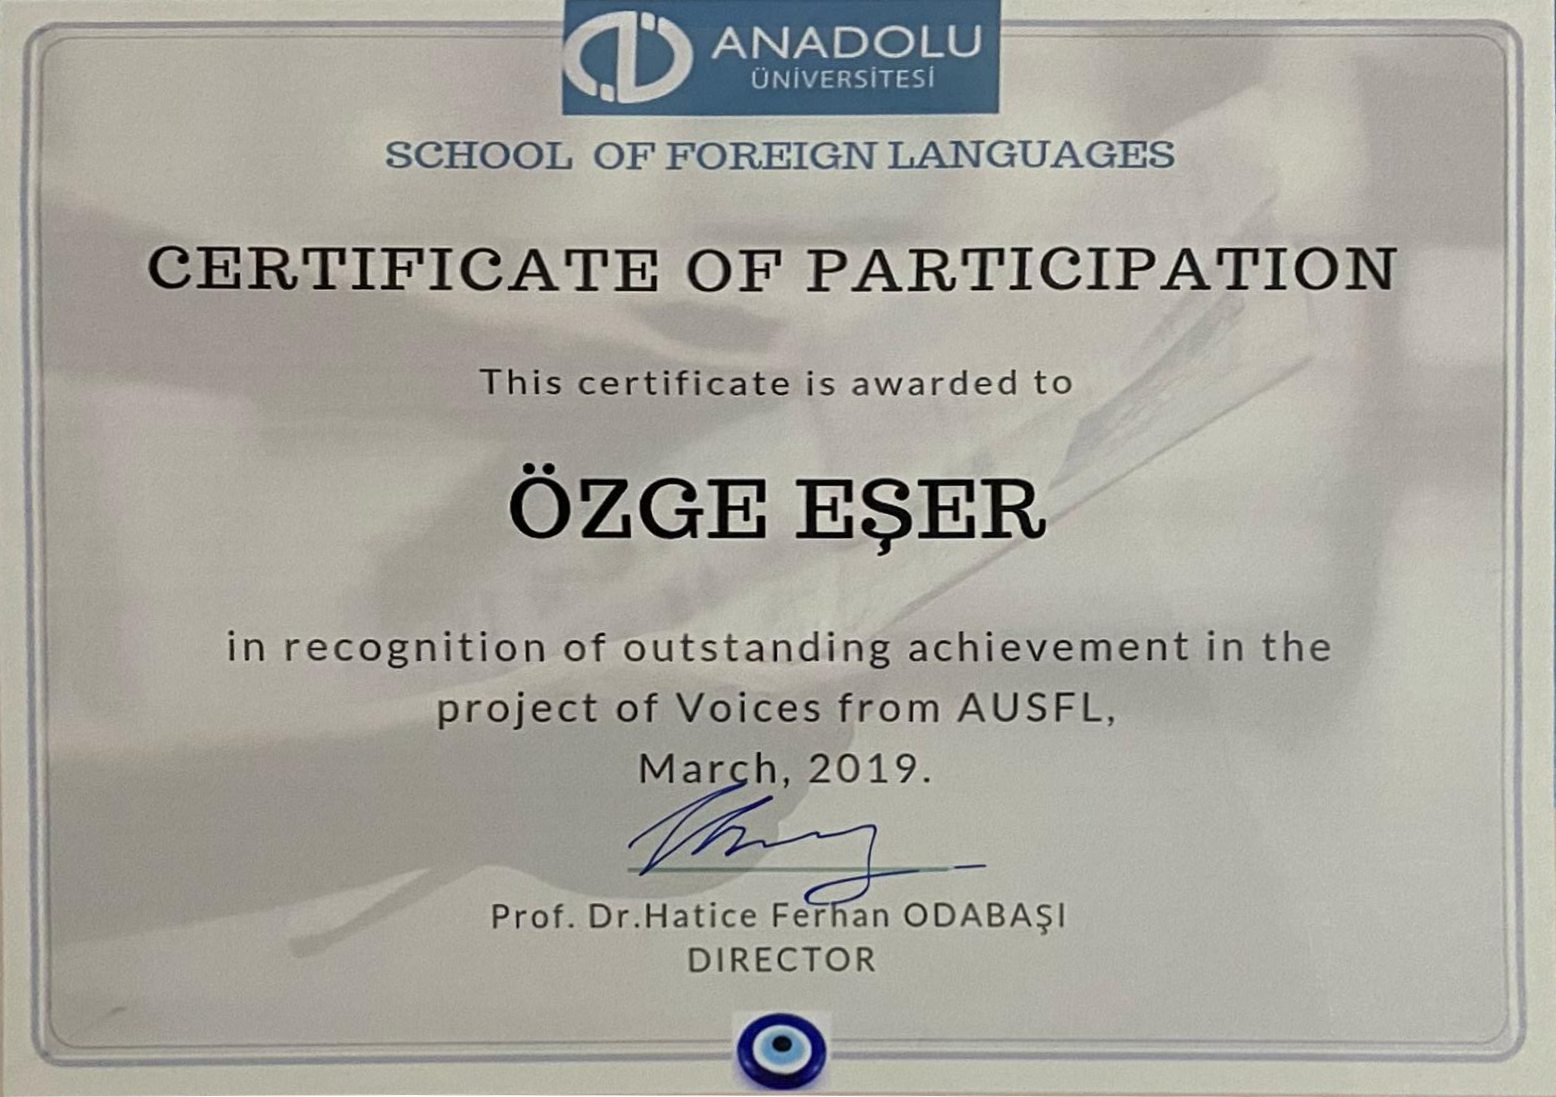 ANADOLU
ÜNİVERSİTESİ
SCHOOL OF FOREIGN LANGUAGES
CERTIFICATE OF PARTICIPATION
This certificate is awarded to
ÖZGE EŞER
in recognition of outstanding achievement in the
project of Voices from AUSFL,
March, 2019.
Prof. Dr.Hatice Ferhan ODABAŞI
DIRECTOR